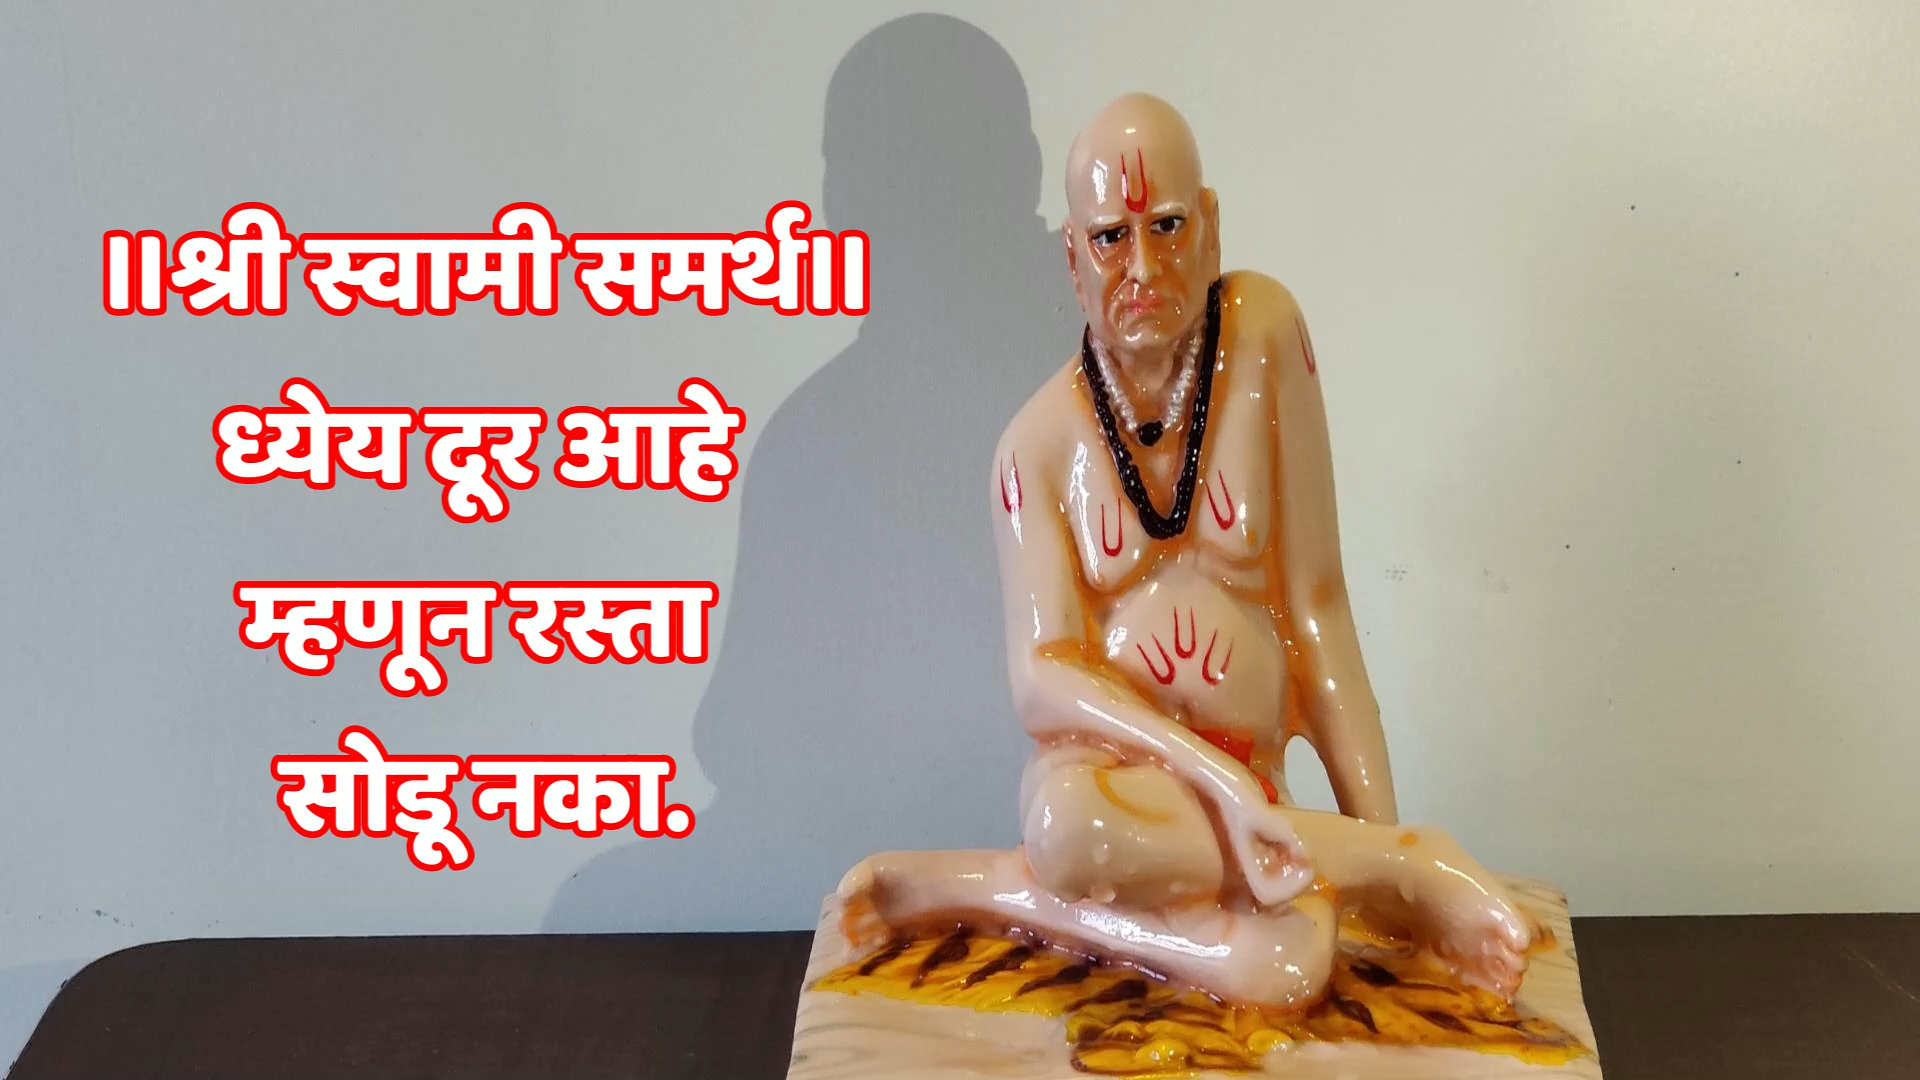 ॥श्री स्वामी समर्थ॥
ध्येय दूर आहे
म्हणून रस्ता
सोडू नका.